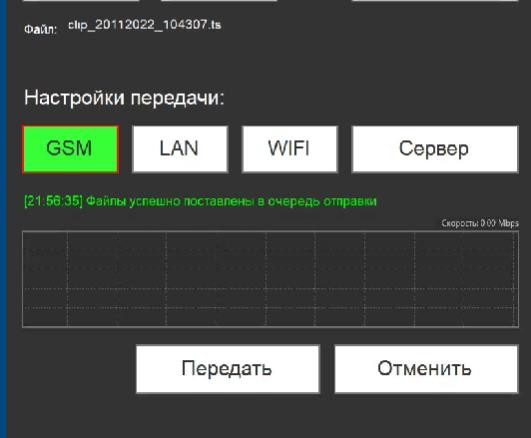 Файл: clip_20112022_104307.ts
Настройки передачи:
GSM LAN WIFI Сервер
[21:56:35] Файлы успешно поставлены в очередь отправки
Скорость: 0.00 Mbps
Передать Отменить